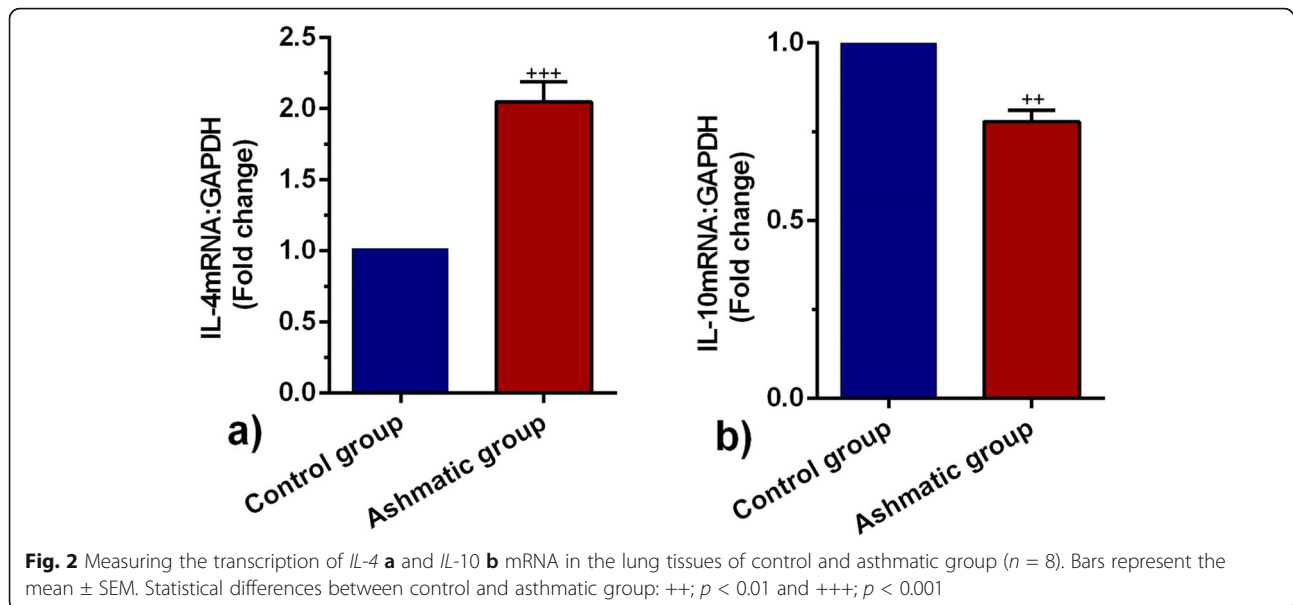 2.5
2.0
1.5
1.0
0.5
0.0
IL-4mRNA:GAPDH
(Fold change)
+++
a)
Control group
Ashmatic group
1.0
0.5
0.0
IL-10mRNA:GAPDH
(Fold change)
++
b)
Control group
Ashmatic group
Fig. 2 Measuring the transcription of IL-4 a and IL-10 b mRNA in the lung tissues of control and asthmatic group (n = 8). Bars represent the
mean ± SEM. Statistical differences between control and asthmatic group: ++; p < 0.01 and +++; p < 0.001